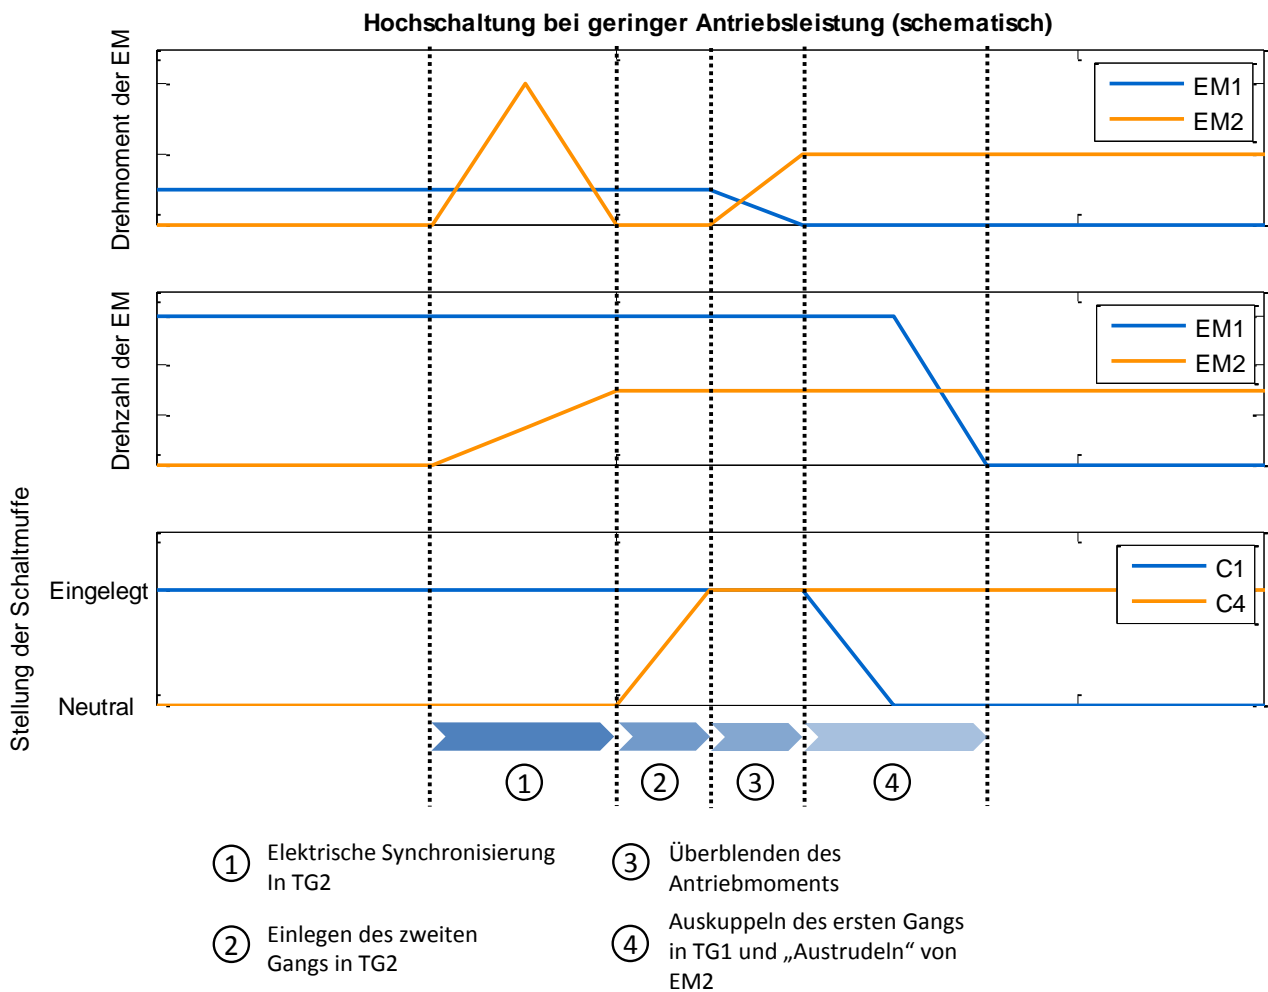 Hochschaltung bei geringer Antriebsleistung (schematisch)
Drehmoment der EM
EM1
EM2
Drehzahl der EM
EM1
EM2
Stellung der Schaltmuffe
Eingelegt
Neutral
C1
C4
1
2
3
4
1 Elektrische Synchronisierung
In TG2
2 Einlegen des zweiten
Gangs in TG2
3 Überblenden des
Antriebmoments
4 Auskuppeln des ersten Gangs
in TG1 und „Austrudeln“ von
EM2